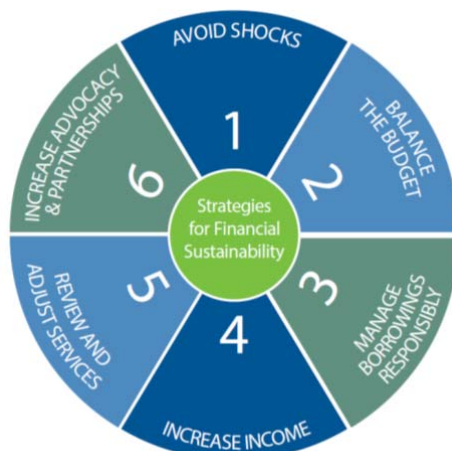 AVOID SHOCKS
1
BALANCE
THE BUDGET
2
MANAGE
BORROWINGS
RESPONSIBLY
3
INCREASE INCOME
4
REVIEW AND
ADJUST SERVICES
5
INCREASE ADVOCACY
& PARTNERSHIPS
6
Strategies
for Financial
Sustainability